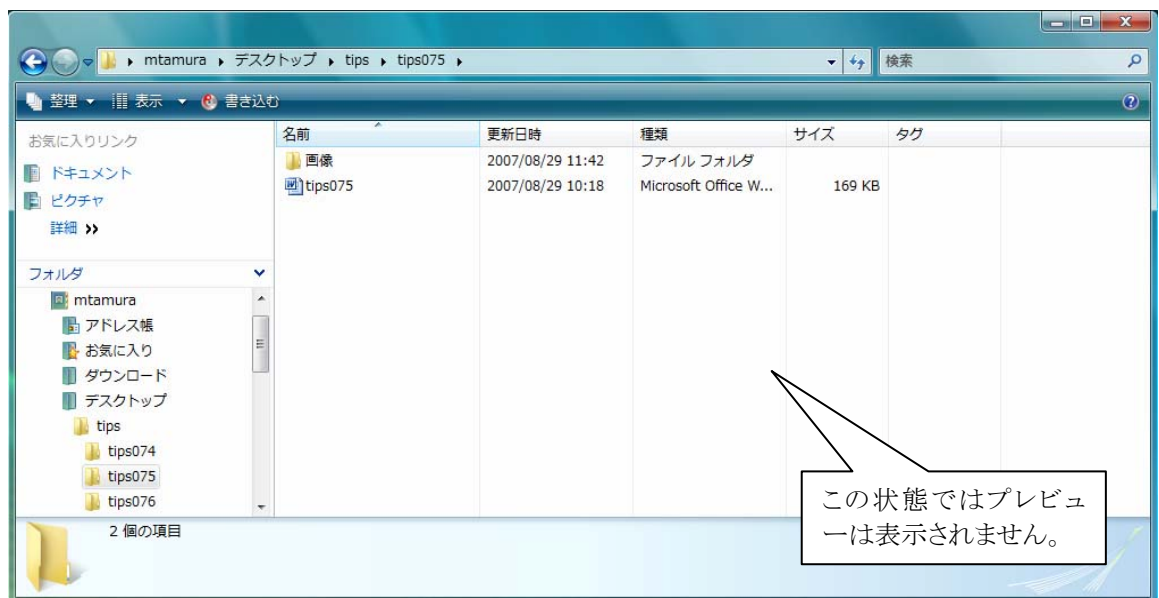 mtamura ▸ デスクトップ ▸ tips ▸ tips075 ▸
検索
整理 表示 書き込む
お気に入りリンク
ドキュメント
ピクチャ
詳細 »
フォルダ
mtamura
アドレス帳
お気に入り
ダウンロード
デスクトップ
tips
tips074
tips075
tips076
名前 更新日時 種類 サイズ タグ
画像 2007/08/29 11:42 ファイル フォルダ
tips075 2007/08/29 10:18 Microsoft Office W... 169 KB
この状態ではプレビュ
ーは表示されません。
2 個の項目